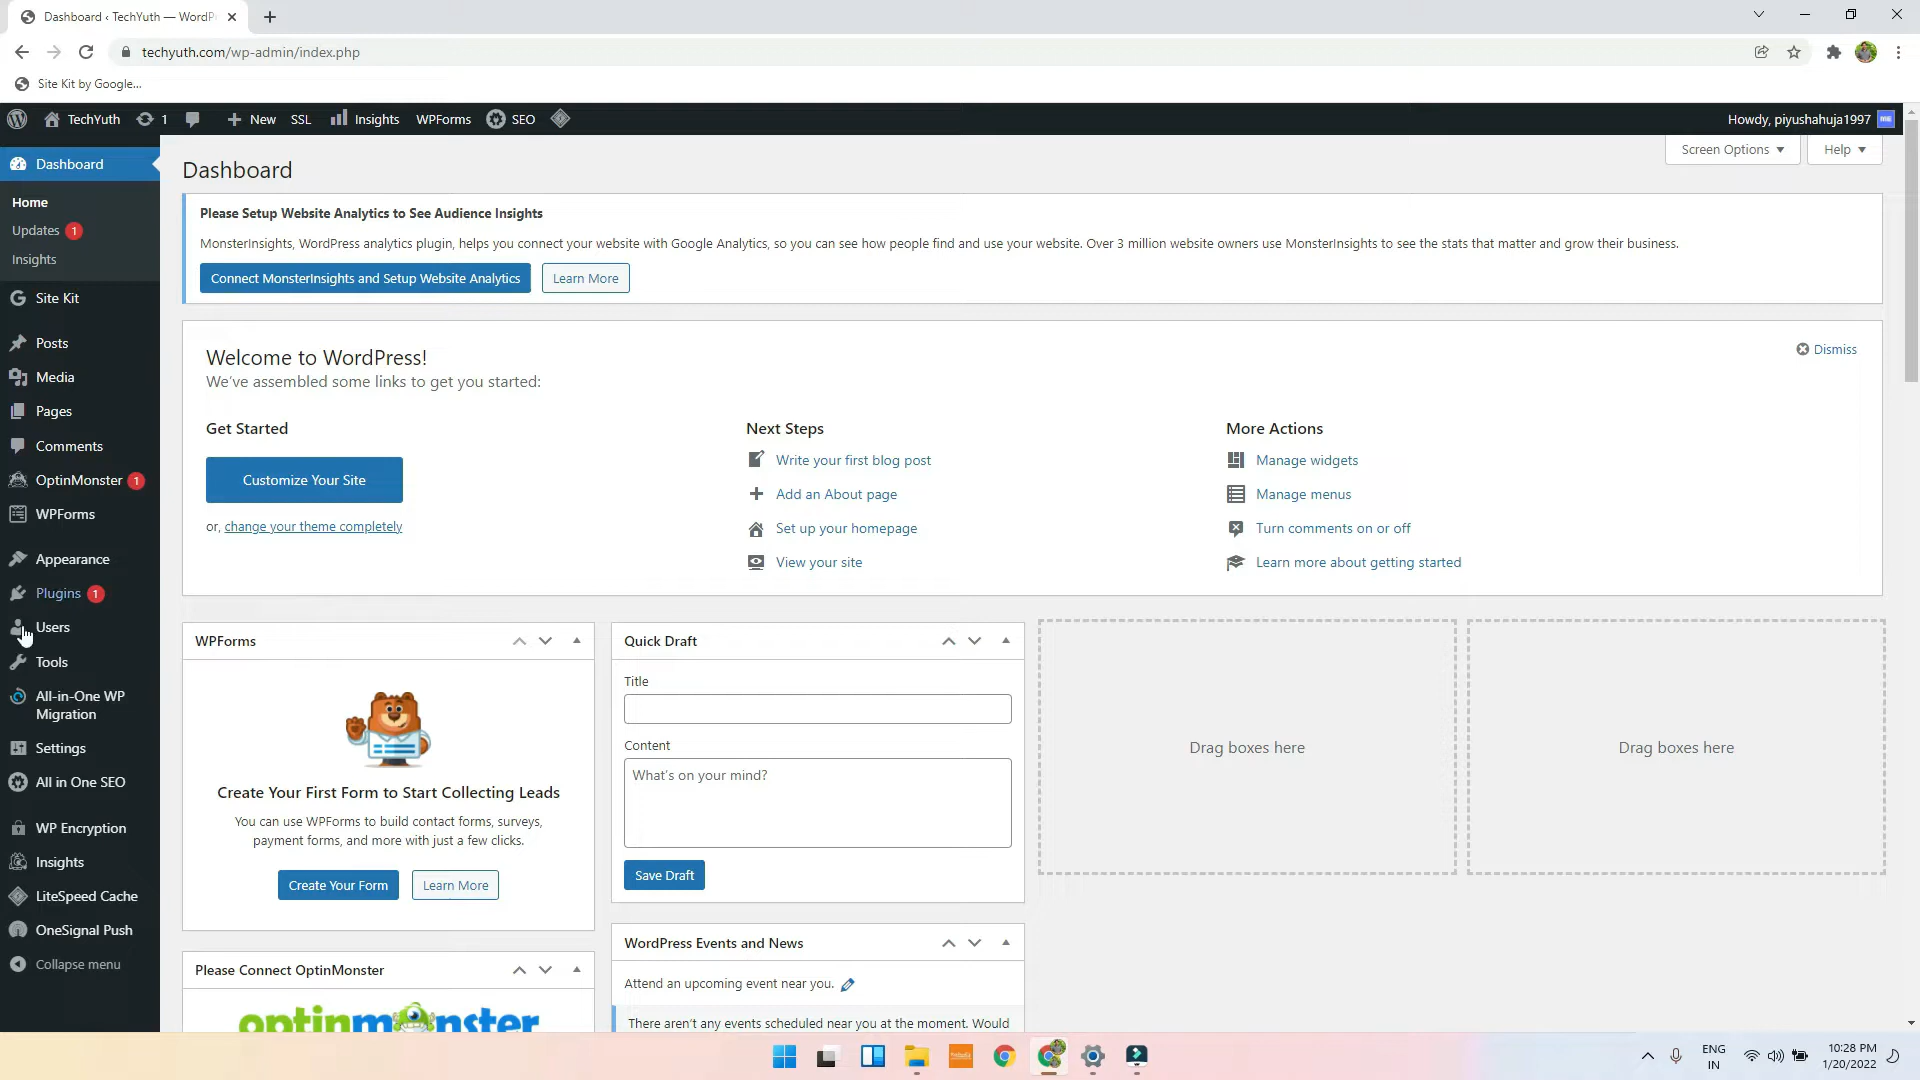 Dashboard ‹ TechYuth — WordP
techyuth.com/wp-admin/index.php
Site Kit by Google...
TechYuth
1
New
SSL
Insights
WPForms
SEO
Howdy, piyushahuja1997
Dashboard
Home
Updates 1
Insights
Site Kit
Posts
Media
Pages
Comments
OptinMonster 1
WPForms
Appearance
Plugins 1
Users
Tools
All-in-One WP
Migration
Settings
All in One SEO
WP Encryption
Insights
LiteSpeed Cache
OneSignal Push
Collapse menu
Screen Options
Help
Dashboard
Please Setup Website Analytics to See Audience Insights
MonsterInsights, WordPress analytics plugin, helps you connect your website with Google Analytics, so you can see how people find and use your website. Over 3 million website owners use MonsterInsights to see the stats that matter and grow their business.
Connect MonsterInsights and Setup Website Analytics
Learn More
Welcome to WordPress!
We've assembled some links to get you started:
Dismiss
Get Started
Customize Your Site
or, change your theme completely
Next Steps
Write your first blog post
Add an About page
Set up your homepage
View your site
More Actions
Manage widgets
Manage menus
Turn comments on or off
Learn more about getting started
WPForms
Create Your First Form to Start Collecting Leads
You can use WPForms to build contact forms, surveys,
payment forms, and more with just a few clicks.
Create Your Form
Learn More
Please Connect OptinMonster
optinmonster
Quick Draft
Title
Content
What's on your mind?
Save Draft
WordPress Events and News
Attend an upcoming event near you.
There aren't any events scheduled near you at the moment. Would
Drag boxes here
Drag boxes here
ENG
IN
10:28 PM
1/20/2022